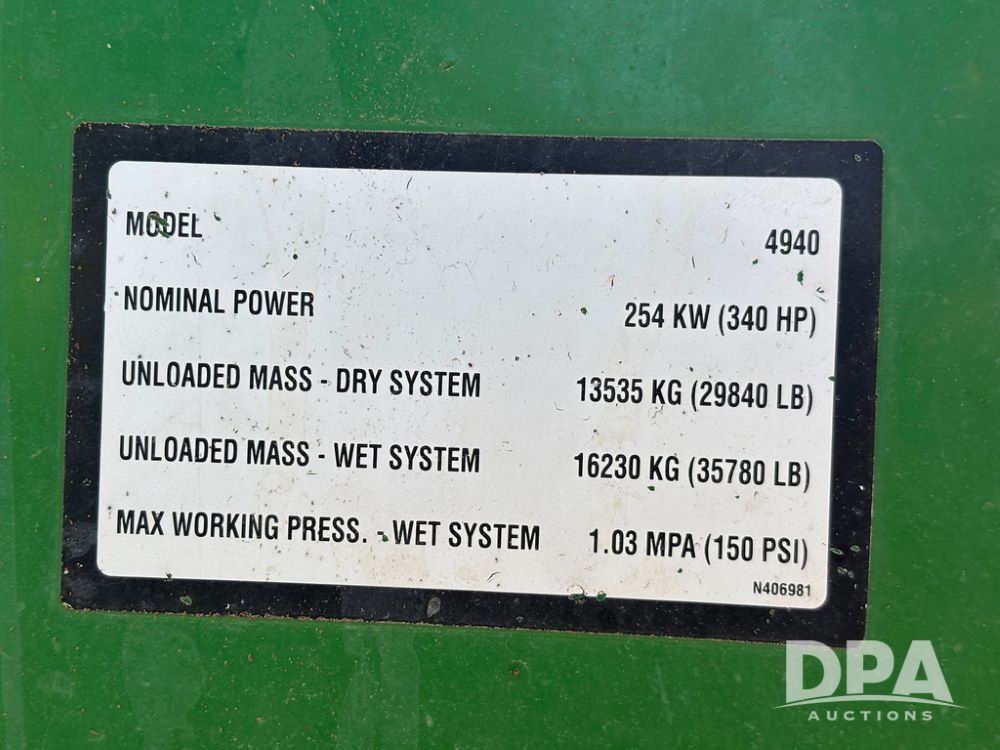 MODEL 4940
NOMINAL POWER 254 KW (340 HP)
UNLOADED MASS - DRY SYSTEM 13535 KG (29840 LB)
UNLOADED MASS - WET SYSTEM 16230 KG (35780 LB)
MAX WORKING PRESS. - WET SYSTEM 1.03 MPA (150 PSI)
N406981
DPA
AUCTIONS